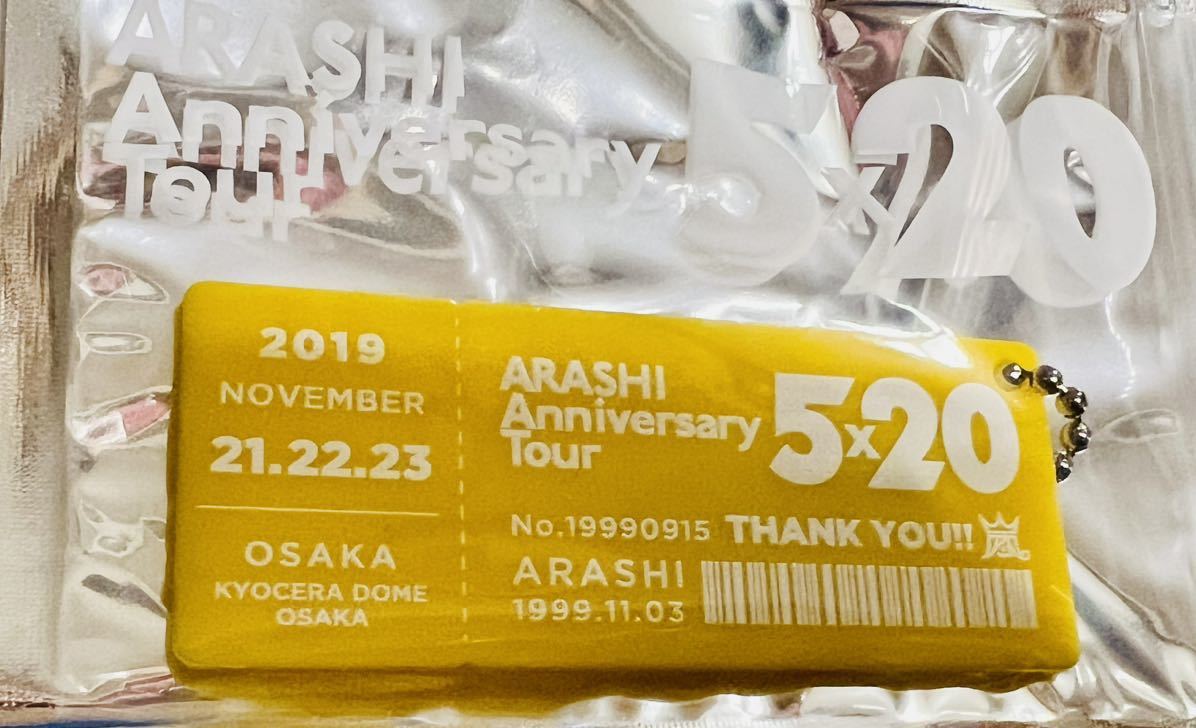 ARASHI
Anniversary
Tour
5x20
2019
NOVEMBER
21.22.23
OSAKA
KYOCERA DOME
OSAKA
ARASHI
Anniversary
Tour
5x20
No.19990915 THANK YOU!! 嵐
ARASHI
1999.11.03